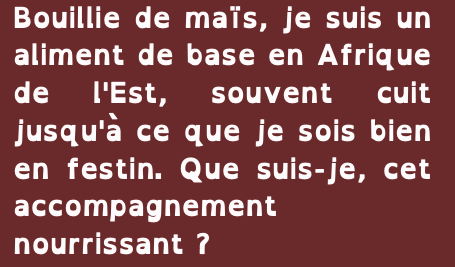 Bouillie de maïs, je suis un
aliment de base en Afrique
de l'Est, souvent cuit
jusqu'à ce que je sois bien
en festin. Que suis-je, cet
accompagnement
nourrissant ?